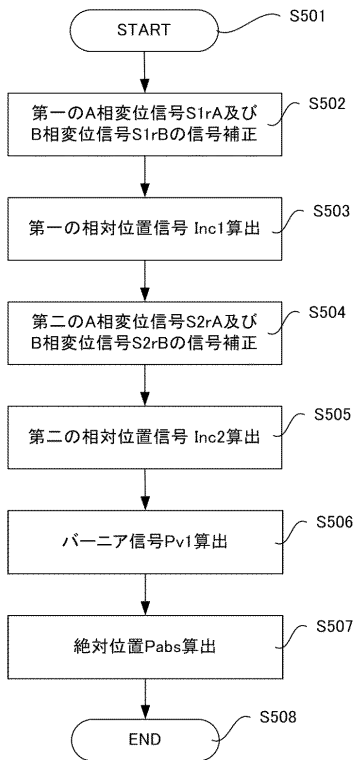 START
S501
第一のA相変位信号S1rA及び
B相変位信号S1rBの信号補正
S502
第一の相対位置信号 Inc1算出
S503
第二のA相変位信号S2rA及び
B相変位信号S2rBの信号補正
S504
第二の相対位置信号 Inc2算出
S505
バーニア信号Pv1算出
S506
絶対位置Pabs算出
S507
END
S508